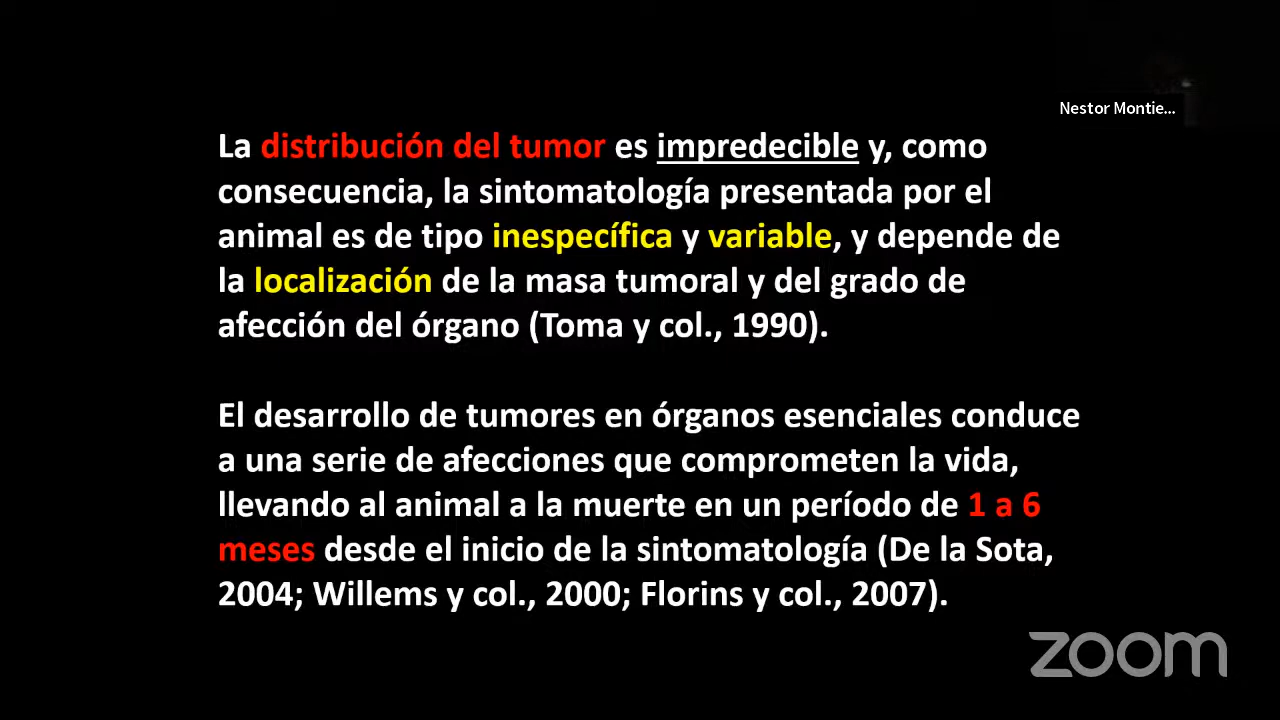 Nestor Montie...
La distribución del tumor es impredecible y, como
consecuencia, la sintomatología presentada por el
animal es de tipo inespecífica y variable, y depende de
la localización de la masa tumoral y del grado de
afección del órgano (Toma y col., 1990).
El desarrollo de tumores en órganos esenciales conduce
a una serie de afecciones que comprometen la vida,
llevando al animal a la muerte en un período de 1 a 6
meses desde el inicio de la sintomatología (De la Sota,
2004; Willems y col., 2000; Florins y col., 2007).
zoom